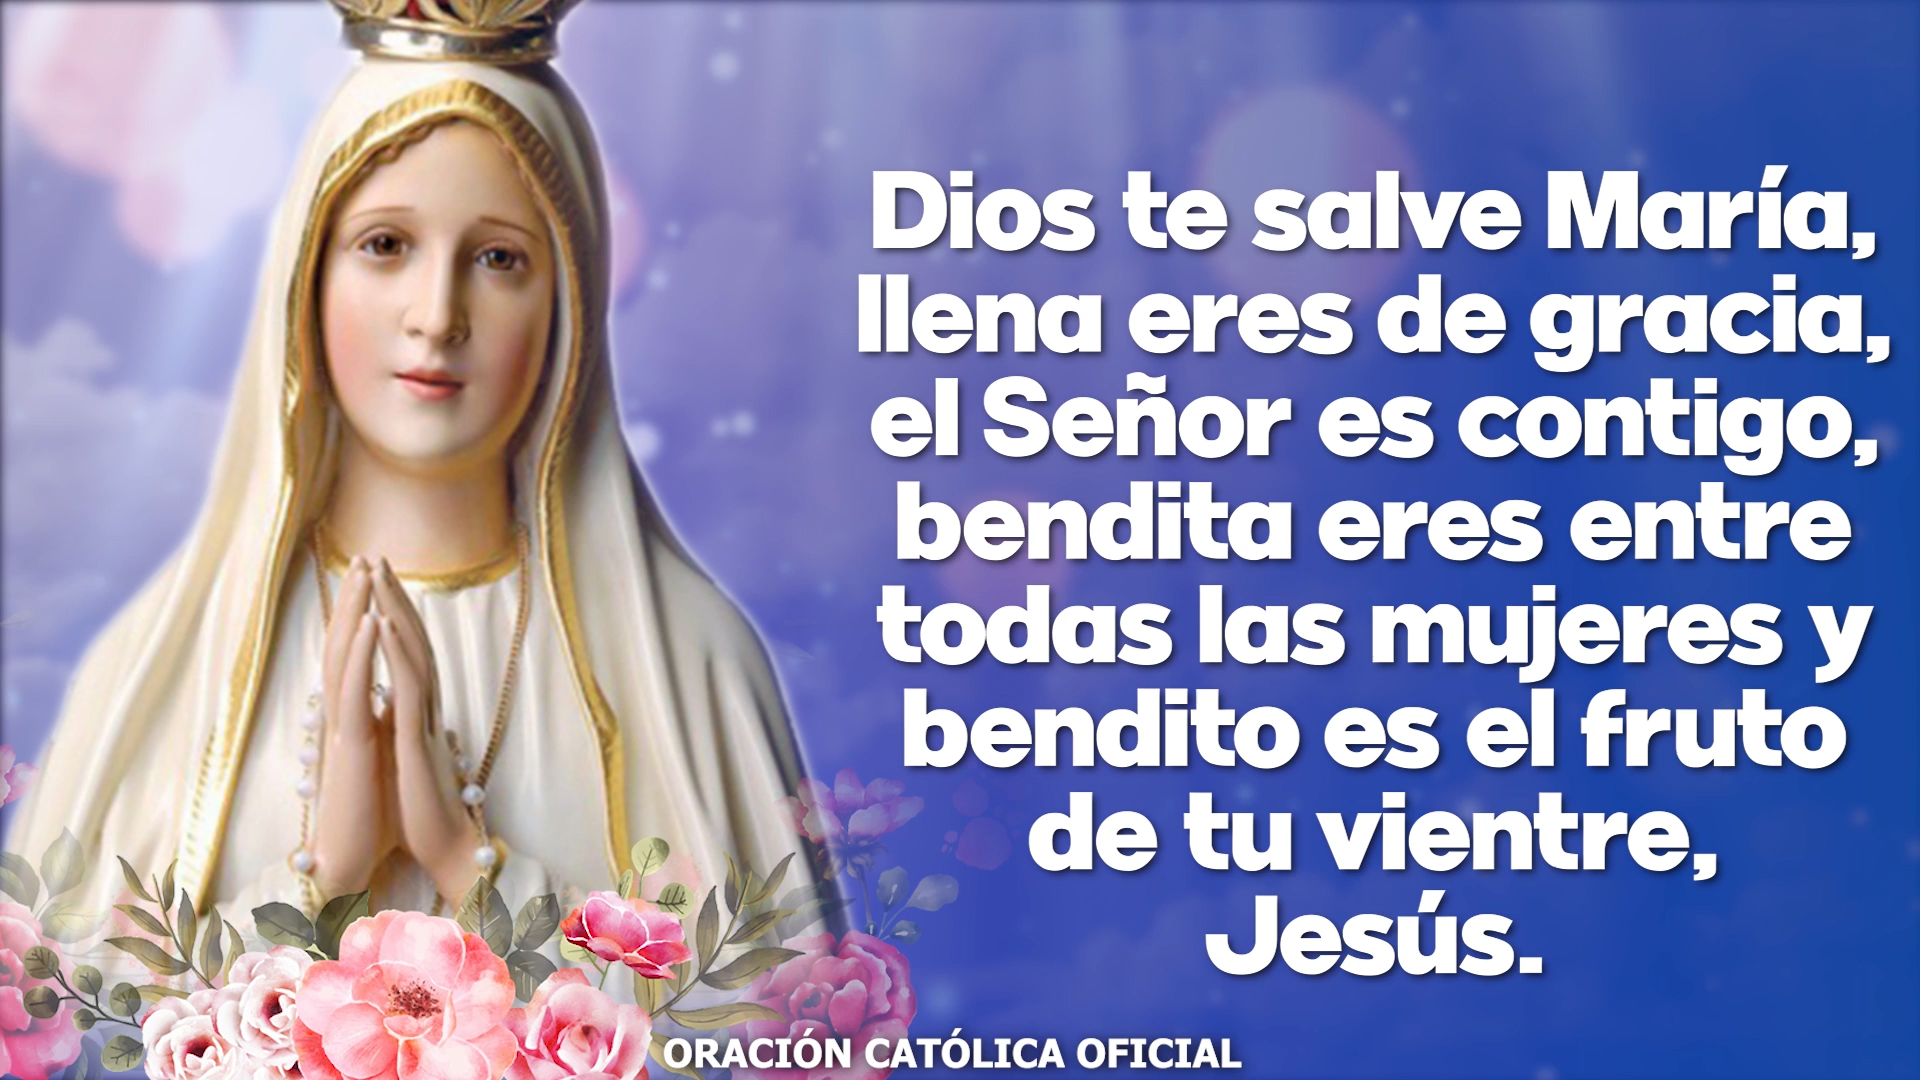 Dios te salve María,
llena eres de gracia,
el Señor es contigo,
bendita eres entre
todas las mujeres y
bendito es el fruto
de tu vientre,
Jesús.
ORACIÓN CATÓLICA OFICIAL